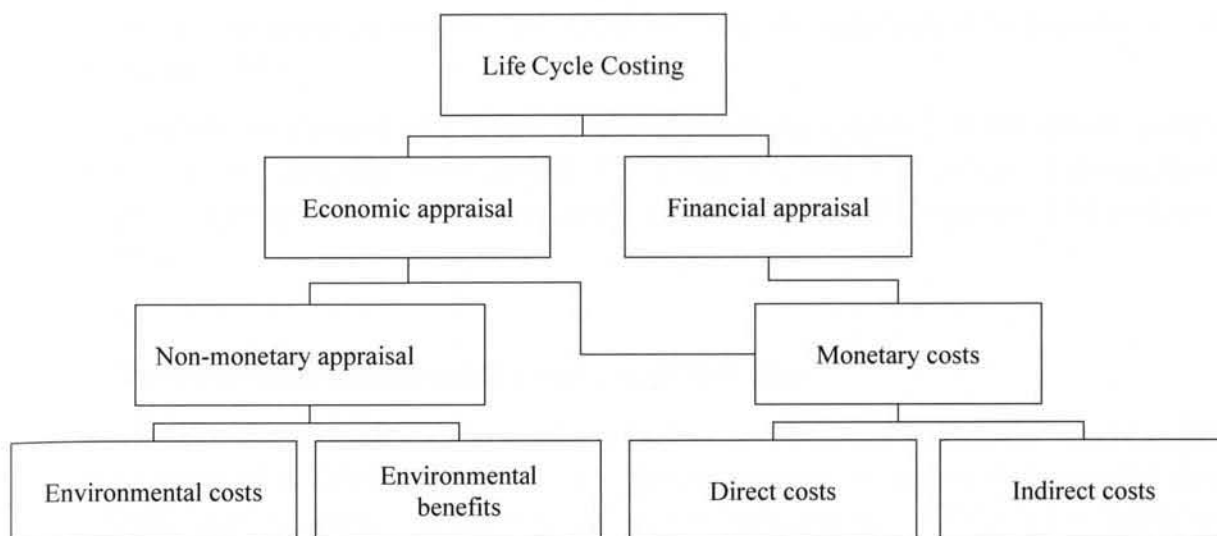 Life Cycle Costing
Economic appraisal
Financial appraisal
Non-monetary appraisal
Monetary costs
Environmental costs
Environmental
benefits
Direct costs
Indirect costs